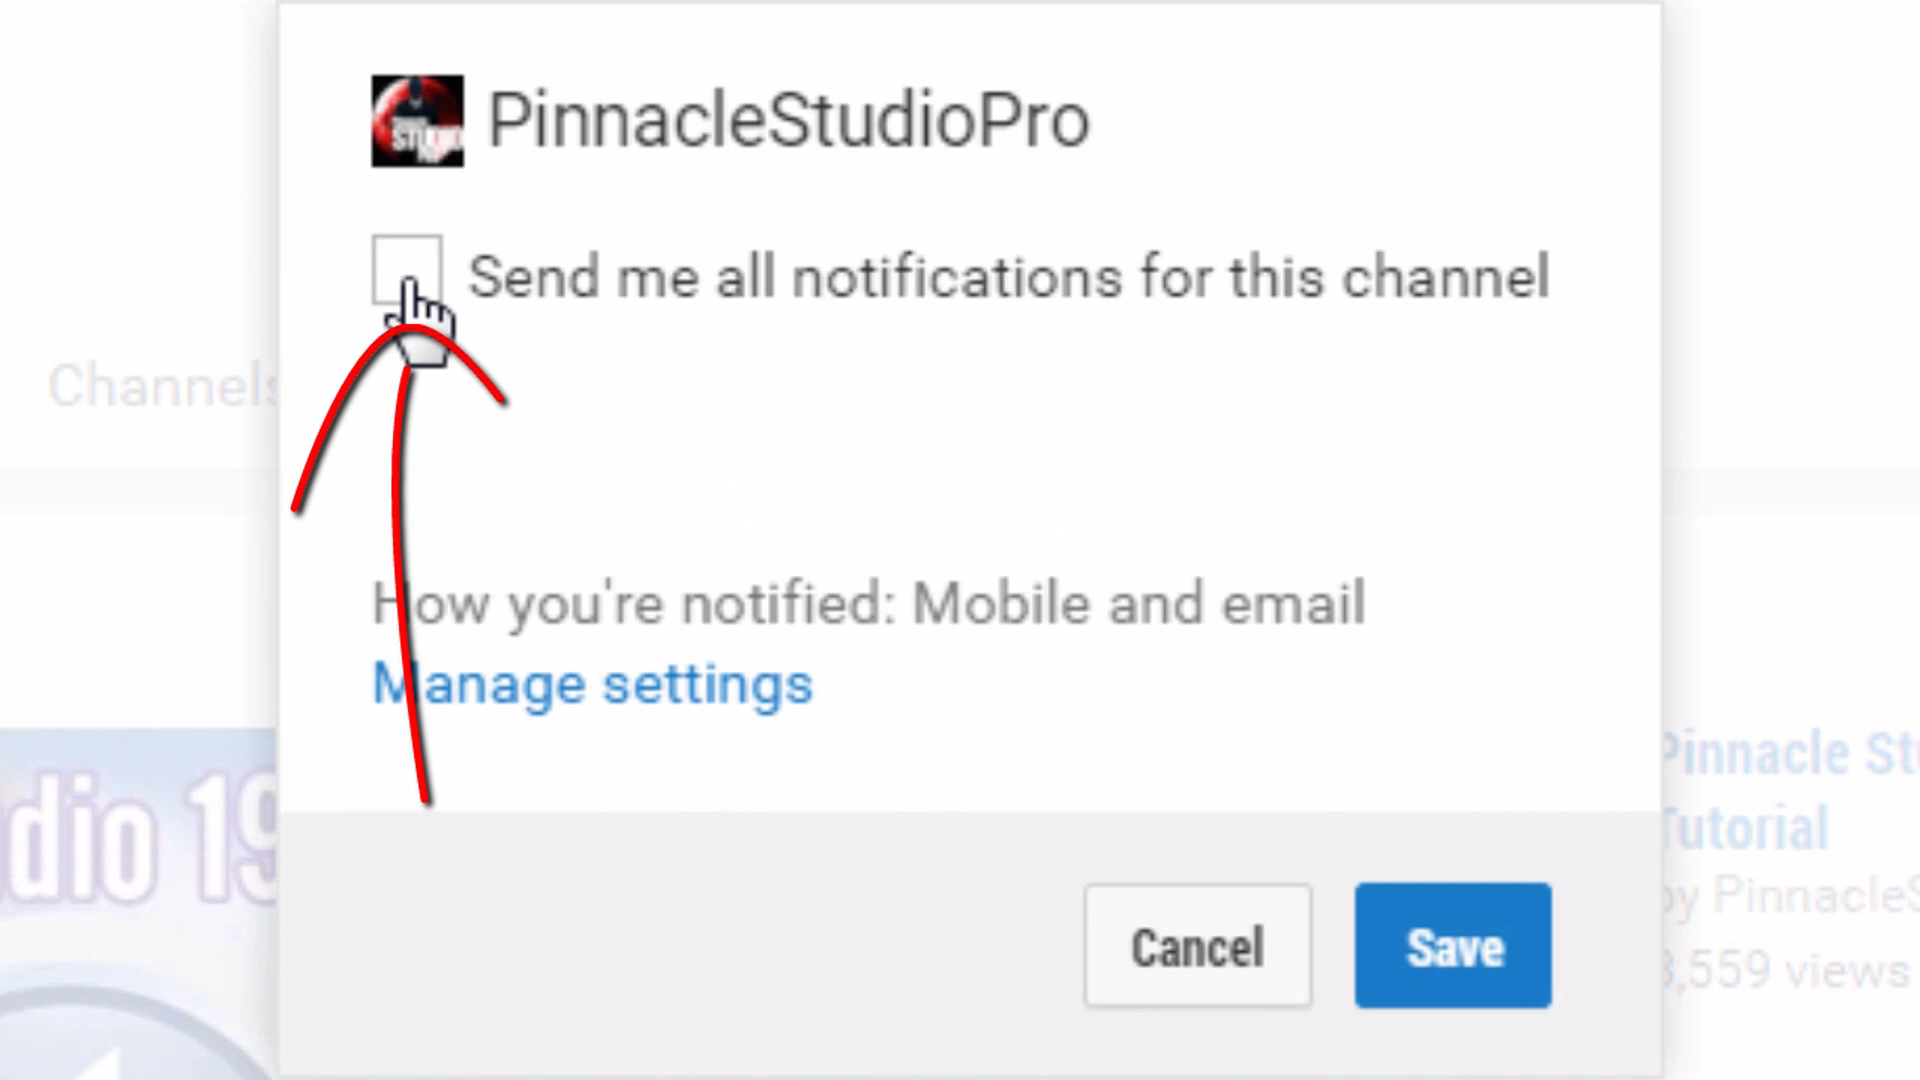 PinnacleStudioPro
Send me all notifications for this channel
Channels
How you're notified: Mobile and email
Manage settings
dio 19
Pinnacle St
Tutorial
by Pinnacle
Cancel
Save
3,559 views